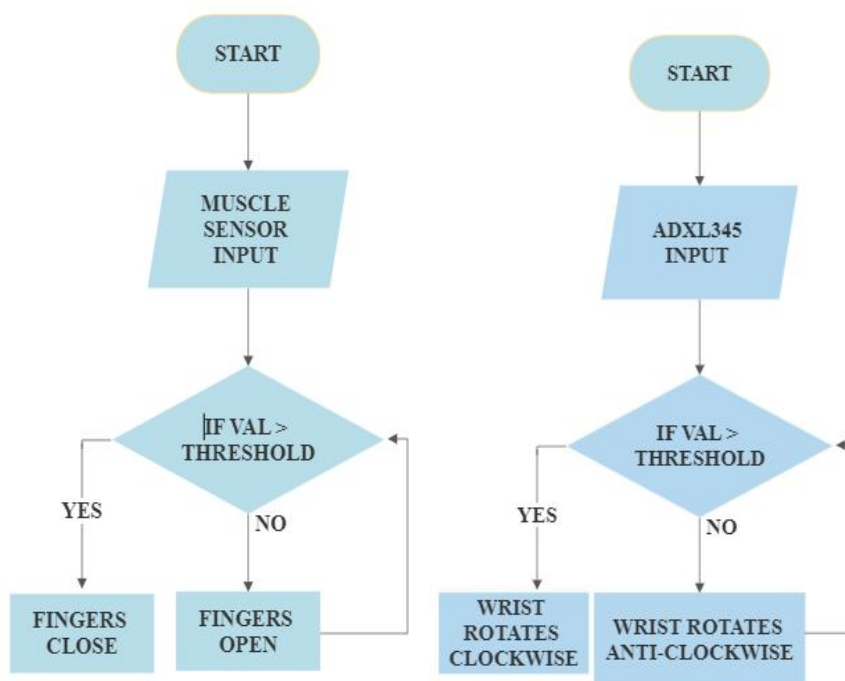 START
MUSCLE
SENSOR
INPUT
IF VAL >
THRESHOLD
YES
NO
FINGERS
CLOSE
FINGERS
OPEN
START
ADXL345
INPUT
IF VAL >
THRESHOLD
YES
NO
WRIST
ROTATES
CLOCKWISE
WRIST ROTATES
ANTI-CLOCKWISE